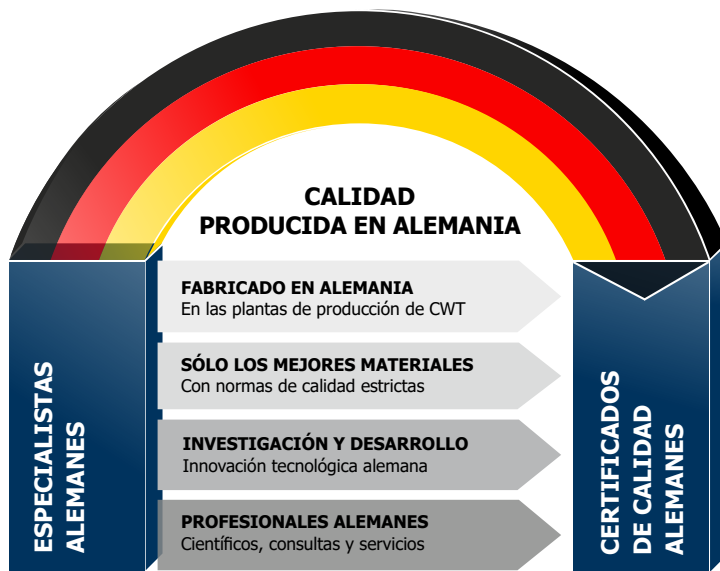 CALIDAD
PRODUCIDA EN ALEMANIA
ESPECIALISTAS
ALEMANES
FABRICADO EN ALEMANIA
En las plantas de producción de CWT
SÓLO LOS MEJORES MATERIALES
Con normas de calidad estrictas
INVESTIGACIÓN Y DESARROLLO
Innovación tecnológica alemana
PROFESIONALES ALEMANES
Científicos, consultas y servicios
CERTIFICADOS
DE CALIDAD
ALEMANES